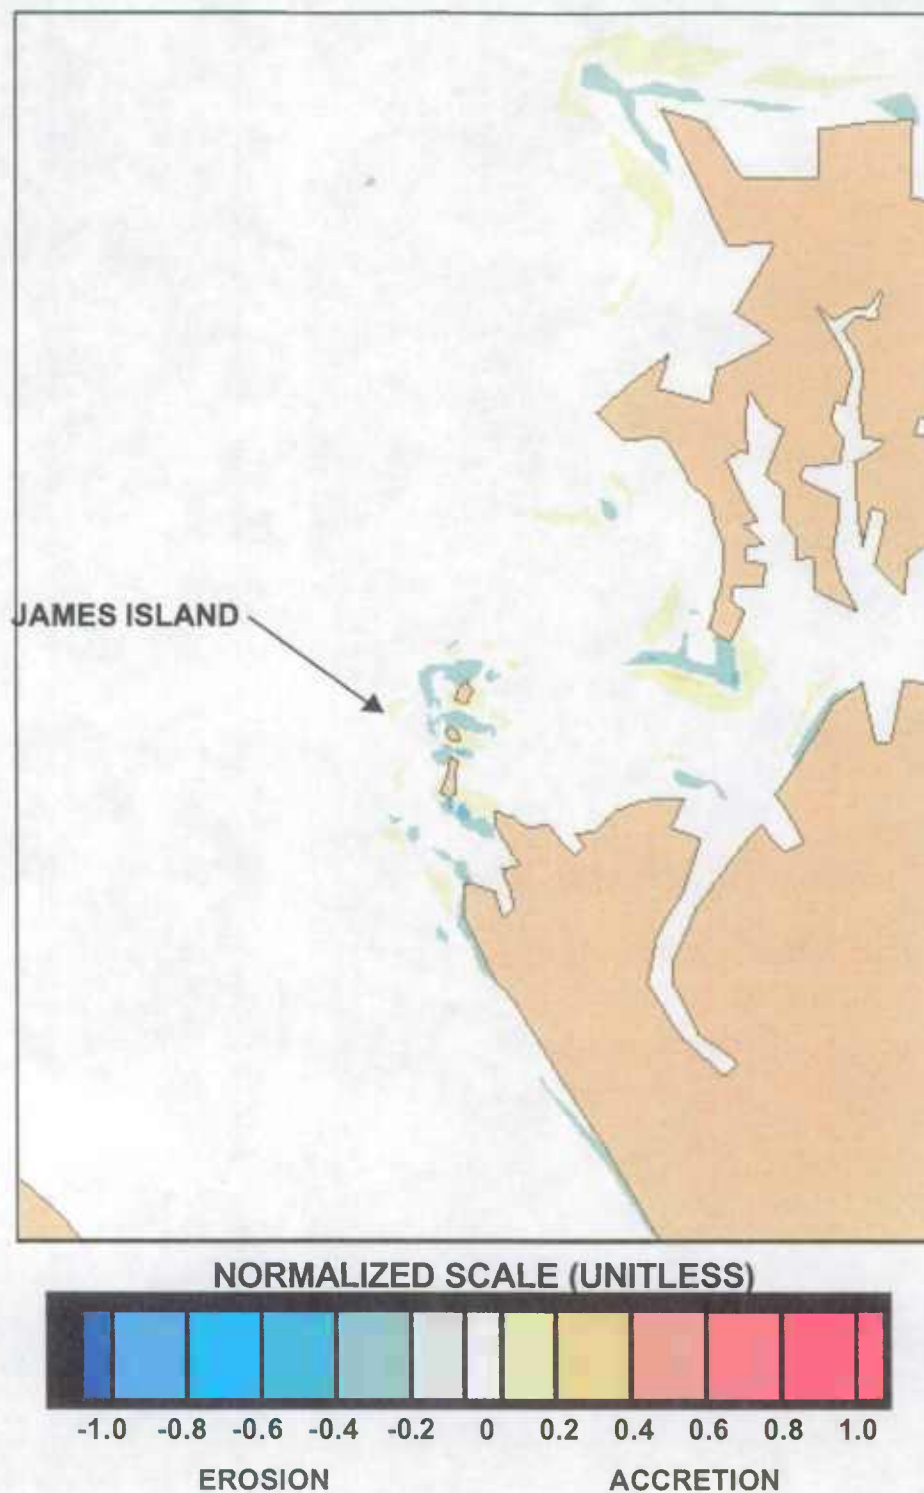 JAMES ISLAND
NORMALIZED SCALE (UNITLESS)
-1.0 -0.8 -0.6 -0.4 -0.2 0 0.2 0.4 0.6 0.8 1.0
EROSION ACCRETION